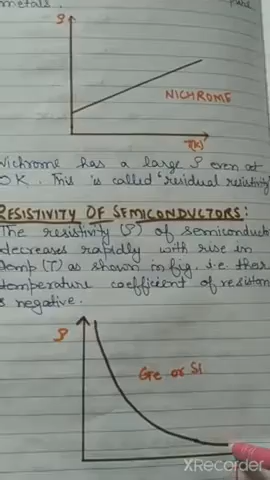 metals.
ρ
NICHROME
T(K)
Nichrome has a large ρ even at
OK. This is called 'residual resistivity
RESISTIVITY OF SEMICONDUCTORS:
The resistivity (ρ) of semiconduct
decreases rapidly with rise in
temp (T) as shown in fig. i.e their
temperature coefficient of resistan
is negative.
ρ
Ge or Si
XRecorder